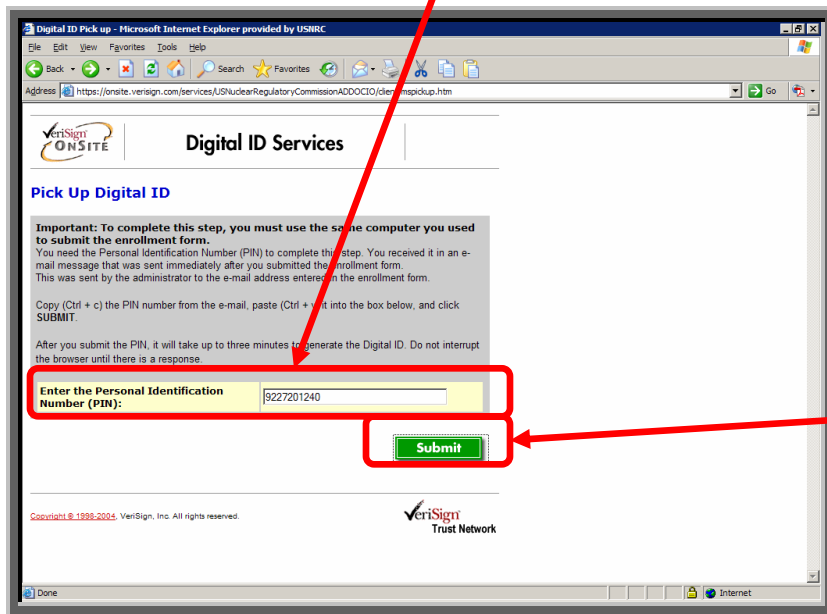 Digital ID Pick up - Microsoft Internet Explorer provided by USNRC
File Edit View Favorites Tools Help
Back Search Favorites
Address https://onsite.verisign.com/services/USNuclearRegulatoryCommissionADDOCIO/mspickup.htm Go
VeriSign
ONSITE
Digital ID Services
Pick Up Digital ID
Important: To complete this step, you must use the same computer you used
to submit the enrollment form.
You need the Personal Identification Number (PIN) to complete this step. You received it in an e-
mail message that was sent immediately after you submitted the enrollment form.
This was sent by the administrator to the e-mail address entered in the enrollment form.
Copy (Ctrl + c) the PIN number from the e-mail, paste (Ctrl + it into the box below, and click
SUBMIT.
After you submit the PIN, it will take up to three minutes to generate the Digital ID. Do not interrupt
the browser until there is a response.
Enter the Personal Identification
Number (PIN):
9227201240
Submit
Copyright © 1998-2004, VeriSign, Inc. All rights reserved.
VeriSign
Trust Network
Done
Internet